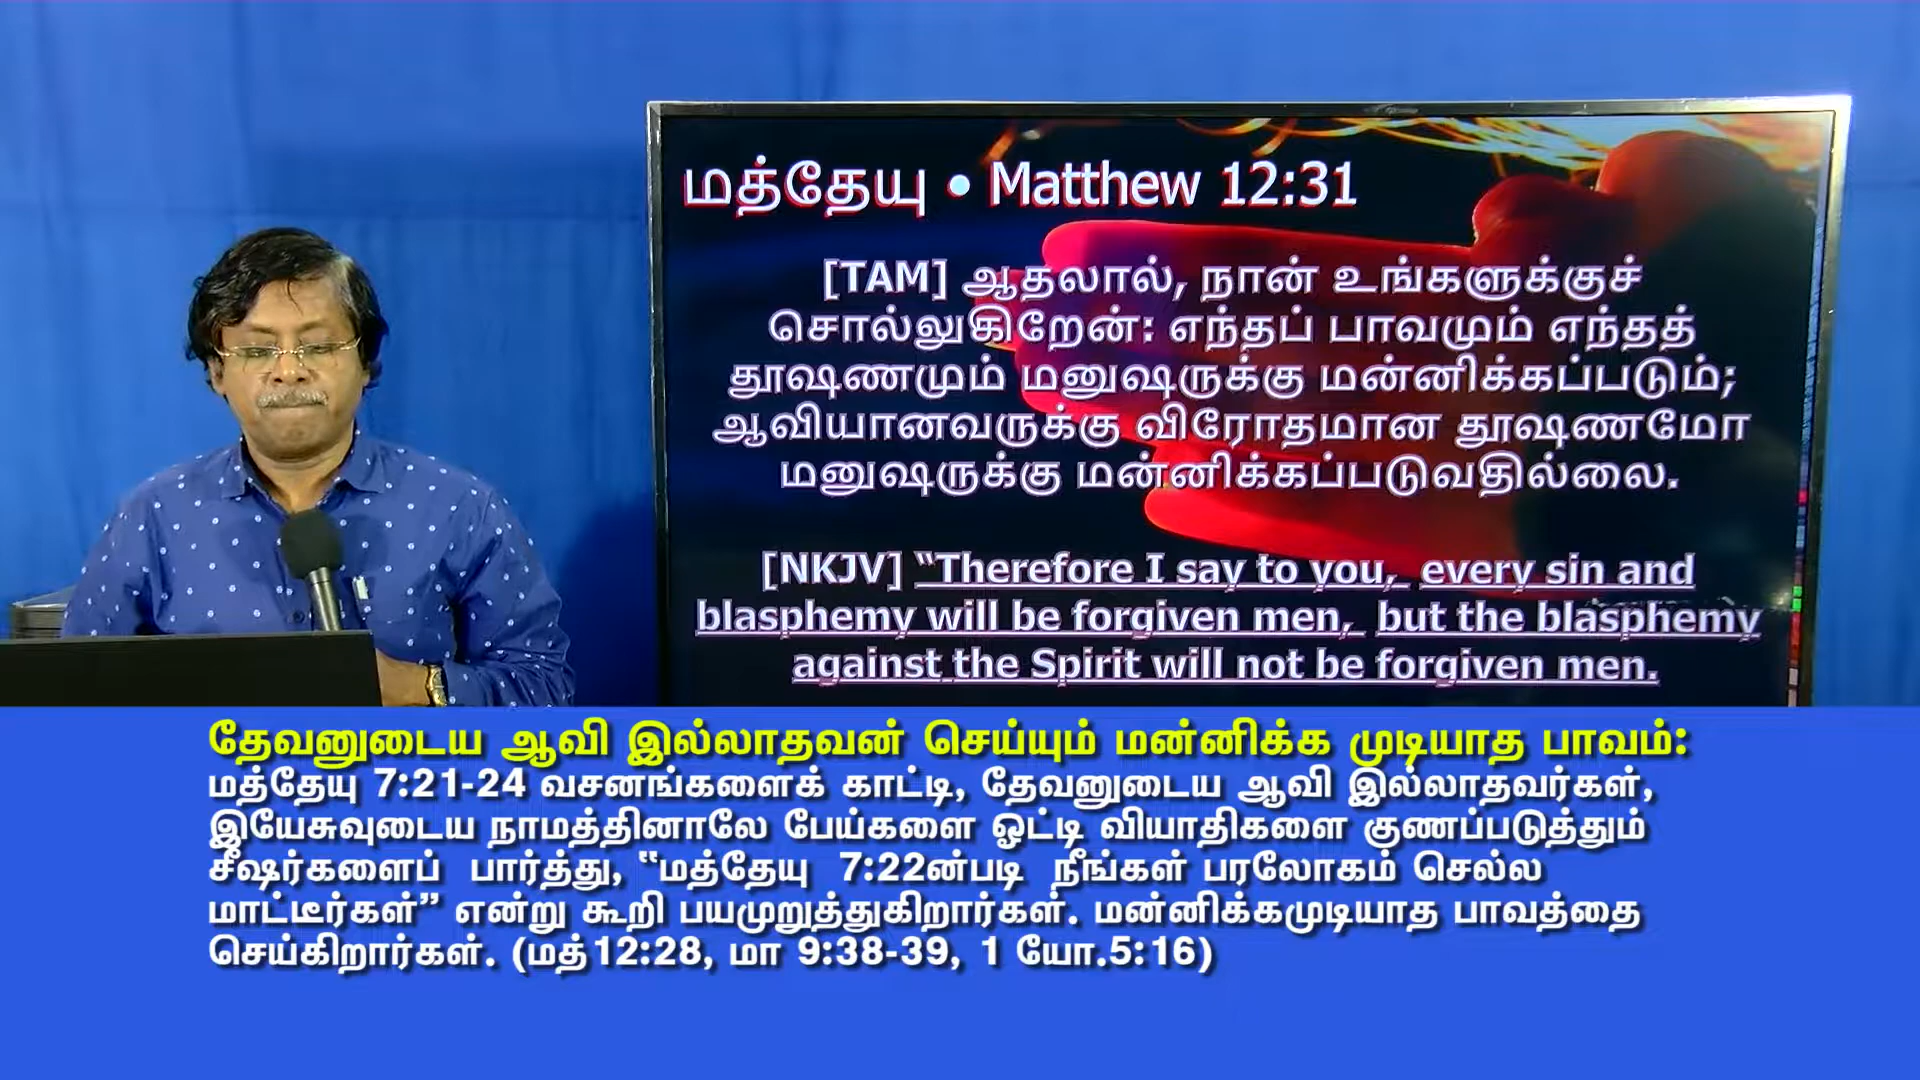 மத்தேயு • Matthew 12:31
[TAM] ஆதலால், நான் உங்களுக்குச்
சொல்லுகிறேன்: எந்தப் பாவமும் எந்தத்
தூஷணமும் மனுஷருக்கு மன்னிக்கப்படும்;
ஆவியானவருக்கு விரோதமான தூஷணமோ
மனுஷருக்கு மன்னிக்கப்படுவதில்லை.
[NKJV] “Therefore I say to you, every sin and
blasphemy will be forgiven men, but the blasphemy
against the Spirit will not be forgiven men.
தேவனுடைய ஆவி இல்லாதவன் செய்யும் மன்னிக்க முடியாத பாவம்:
மத்தேயு 7:21-24 வசனங்களைக் காட்டி, தேவனுடைய ஆவி இல்லாதவர்கள்,
இயேசுவுடைய நாமத்தினாலே பேய்களை ஓட்டி வியாதிகளை குணப்படுத்தும்
சீஷர்களைப் பார்த்து, “மத்தேயு 7:22ன்படி நீங்கள் பரலோகம் செல்ல
மாட்டீர்கள்” என்று கூறி பயமுறுத்துகிறார்கள். மன்னிக்கமுடியாத பாவத்தை
செய்கிறார்கள். (மத்12:28, மா 9:38-39, 1 யோ.5:16)